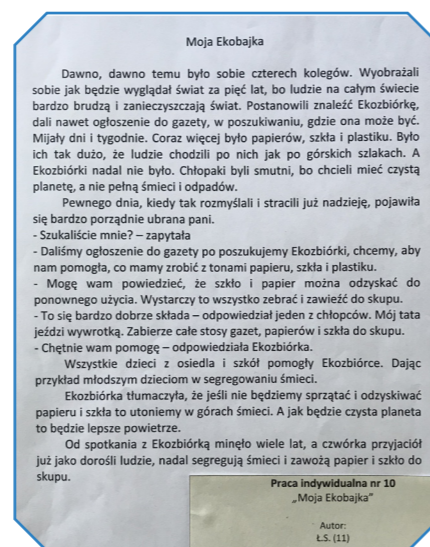 Moja Ekobajka
Dawno, dawno temu było sobie czterech kolegów. Wyobrażali
sobie jak będzie wyglądał świat za pięć lat, bo ludzie na całym świecie
bardzo brudzą i zanieczyszczają świat. Postanowili znaleźć Ekozbiórkę,
dali nawet ogłoszenie do gazety, w poszukiwaniu, gdzie ona może być.
Mijały dni i tygodnie. Coraz więcej było papierów, szkła i plastiku. Było
ich tak dużo, że ludzie chodzili po nich jak po górskich szlakach. A
Ekozbiórki nadal nie było. Chłopaki byli smutni, bo chcieli mieć czystą
planetę, a nie pełną śmieci i odpadów.
Pewnego dnia, kiedy tak rozmyślali i stracili już nadzieję, pojawiła
się bardzo porządnie ubrana pani.
- Szukaliście mnie? – zapytała
- Daliśmy ogłoszenie do gazety po poszukujemy Ekozbiórki, chcemy, aby
nam pomogła, co mamy zrobić z tonami papieru, szkła i plastiku.
- Mogę wam powiedzieć, że szkło i papier można odzyskać do
ponownego użycia. Wystarczy to wszystko zebrać i zawieźć do skupu.
- To się bardzo dobrze składa – odpowiedział jeden z chłopców. Mój tata
jeździ wywrotką. Zabierze całe stosy gazet, papierów i szkła do skupu.
- Chętnie wam pomogę – odpowiedziała Ekozbiórka.
Wszystkie dzieci z osiedla i szkół pomogły Ekozbiórce. Dając
przykład młodszym dzieciom w segregowaniu śmieci.
Ekozbiórka tłumaczyła, że jeśli nie będziemy sprzątać i odzyskiwać
papieru i szkła to utoniemy w górach śmieci. A jak będzie czysta planeta
to będzie lepsze powietrze.
Od spotkania z Ekozbiórką minęło wiele lat, a czwórka przyjaciół
już jako dorośli ludzie, nadal segregują śmieci i zawożą papier i szkło do
skupu.
Praca indywidualna nr 10
„Moja Ekobajka”
Autor:
Ł.S. (11)